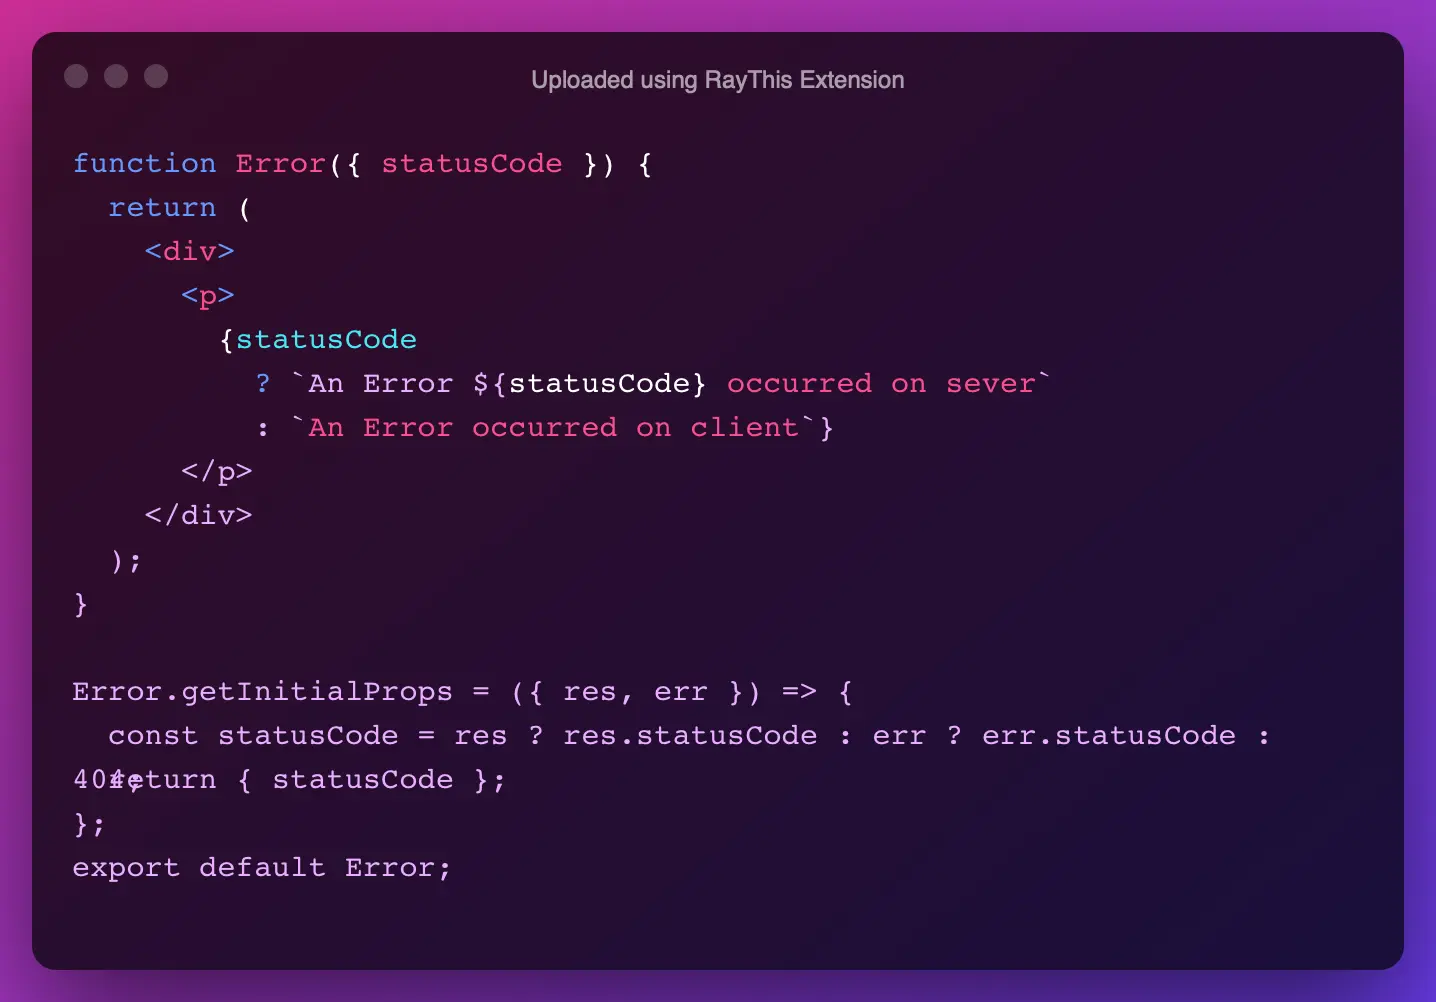 Uploaded using RayThis Extension
function Error({ statusCode }) {
  return (
    <div>
      <p>
        {statusCode
          ? `An Error ${statusCode} occurred on sever`
          : `An Error occurred on client`}
      </p>
    </div>
  );
}
Error.getInitialProps = ({ res, err }) => {
  const statusCode = res ? res.statusCode : err ? err.statusCode :
404;
  return { statusCode };
};
export default Error;